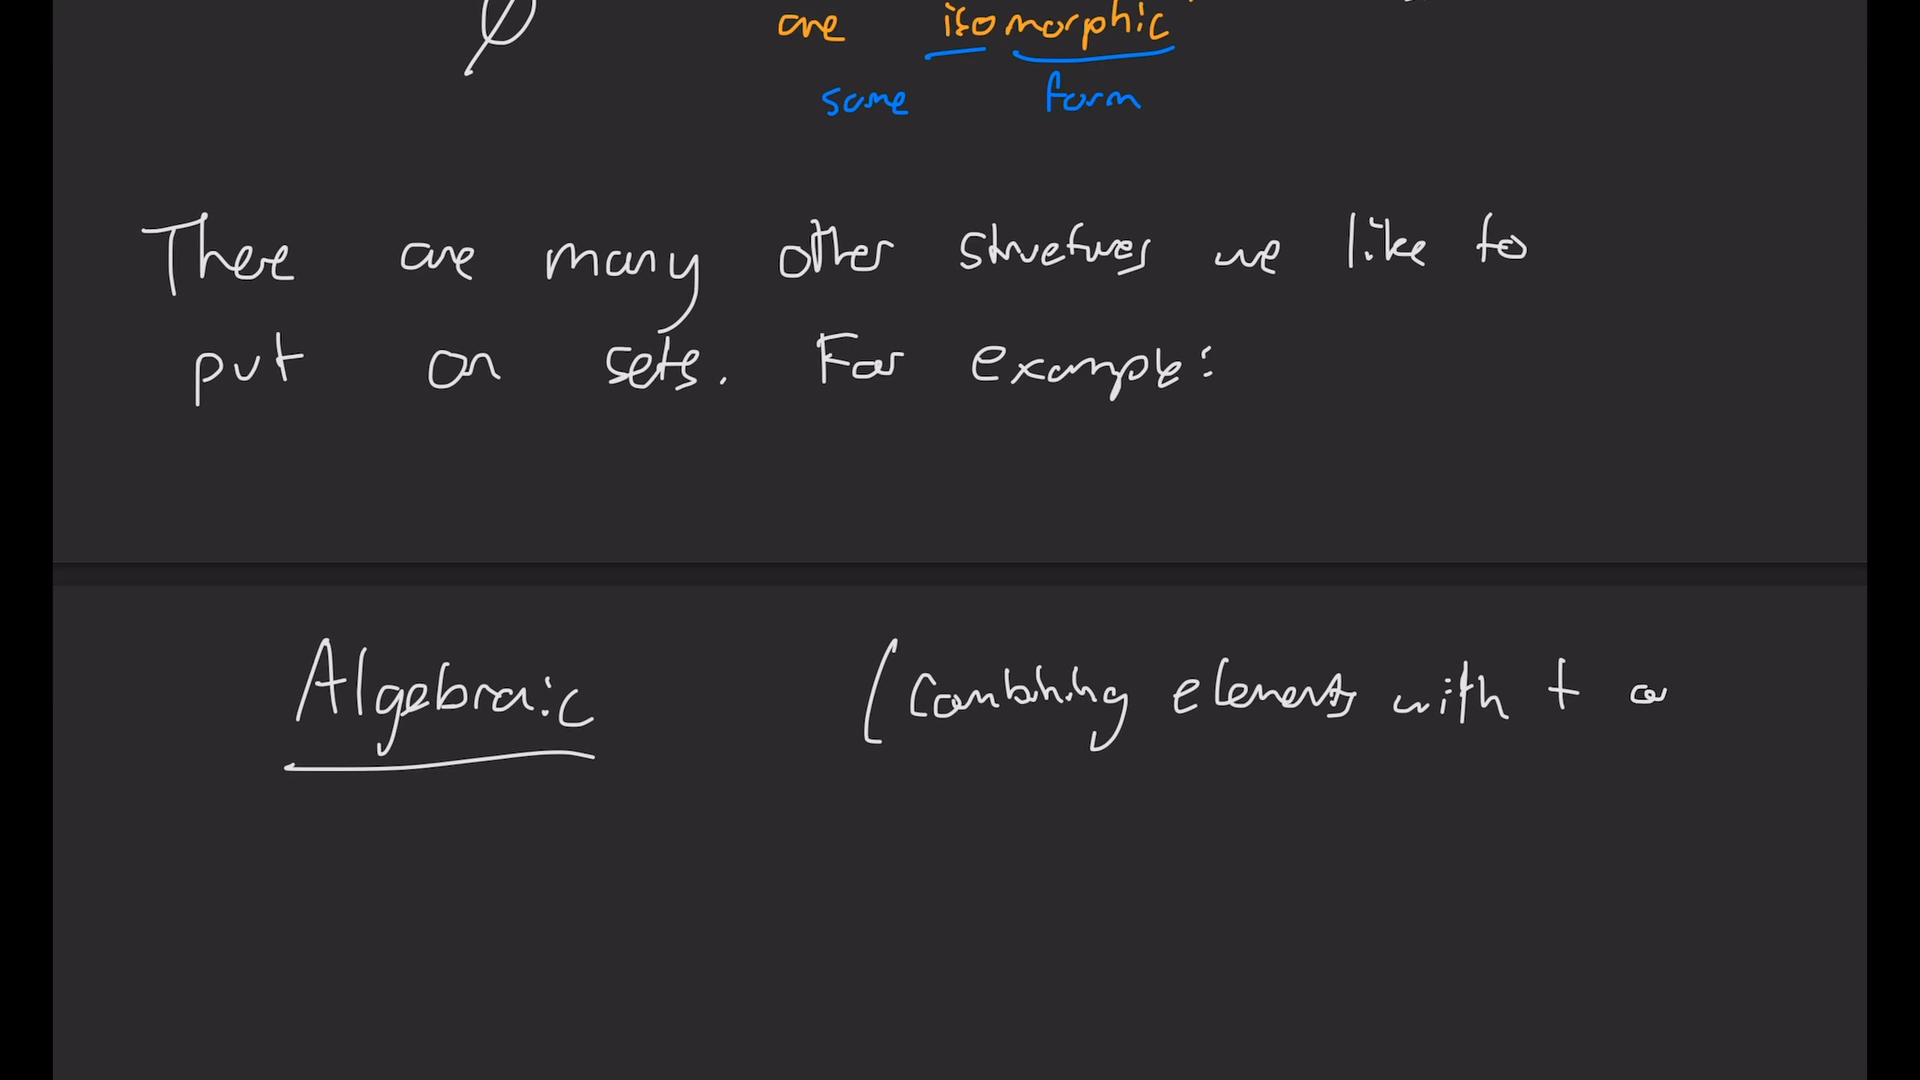 φ are isomorphic
same form
There are many other structures we like to
put on sets. For example:
Algebraic (Combining elements with + or